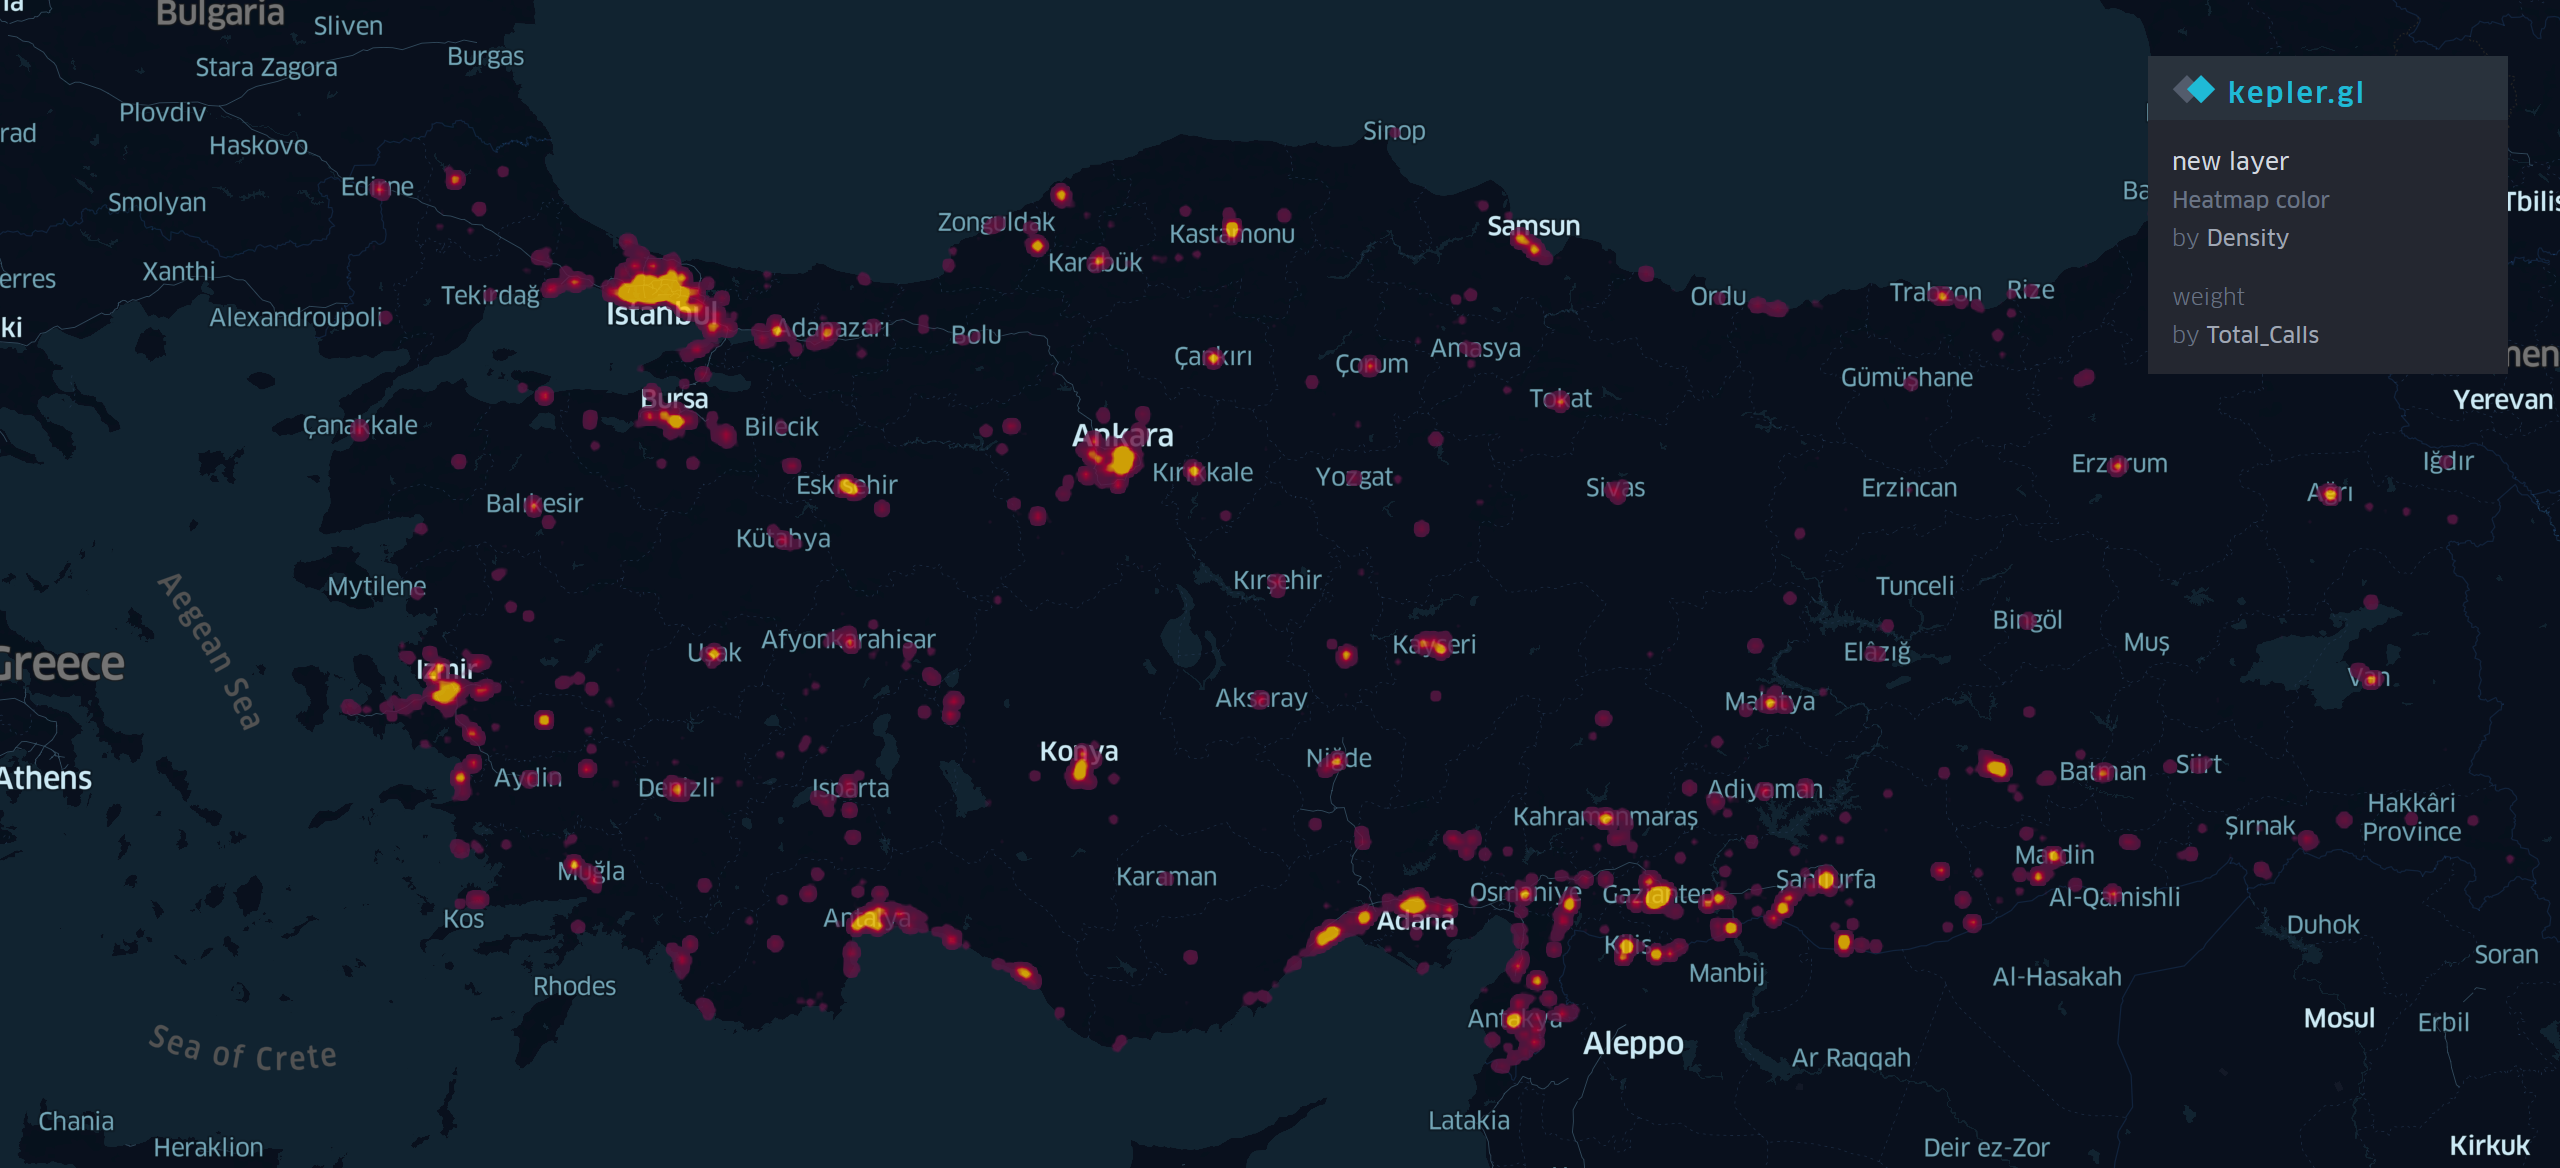 Bulgaria
Sliven
Burgas
Stara Zagora
Plovdiv
rad
Haskovo
Edirne
Smolyan
Xanthi
erres
Tekirdağ
Alexandroupoli
ki
Istanbul
Adapazarı
Bolu
Zonguldak
Karabük
Kastamonu
Sinop
Samsun
Ordu
Trabzon
Rize
Ba
Tbilis
kepler.gl
new layer
Heatmap color
by Density
weight
by Total_Calls
men
Yerevan
Çankırı
Çorum
Amasya
Tokat
Gümüşhane
Çanakkale
Bursa
Bilecik
Ankara
Kırıkkale
Yozgat
Sivas
Erzincan
Erzurum
Ağrı
Iğdır
Balıkesir
Eskişehir
Kütahya
Mytilene
Kırşehir
Tunceli
Bingöl
Muş
Elâzığ
Van
Aegean Sea
Greece
Izmir
Uşak
Afyonkarahisar
Kayseri
Aksaray
Malatya
Athens
Aydin
Denizli
Isparta
Konya
Niğde
Adiyaman
Batman
Siirt
Hakkâri
Province
Şırnak
Kahramanmaraş
Mardin
Muğla
Karaman
Osmaniye
Gaziantep
Şanlıurfa
Al-Qamishli
Kos
Antalya
Adana
Duhok
Kilis
Manbij
Al-Hasakah
Soran
Rhodes
Antakya
Aleppo
Mosul
Erbil
Sea of Crete
Ar Raqqah
Chania
Heraklion
Latakia
Deir ez-Zor
Kirkuk